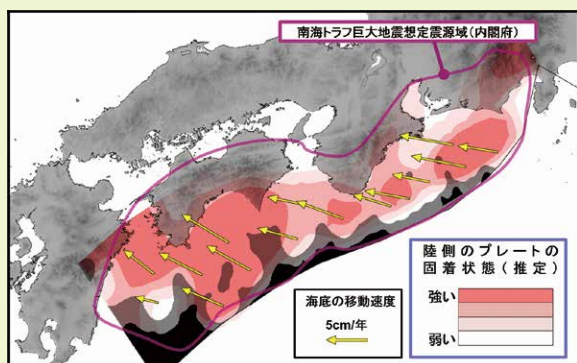 南海トラフ巨大地震想定震源域（内閣府）
海底の移動速度
5cm/年
陸側のプレートの
固着状態（推定）
強い
弱い